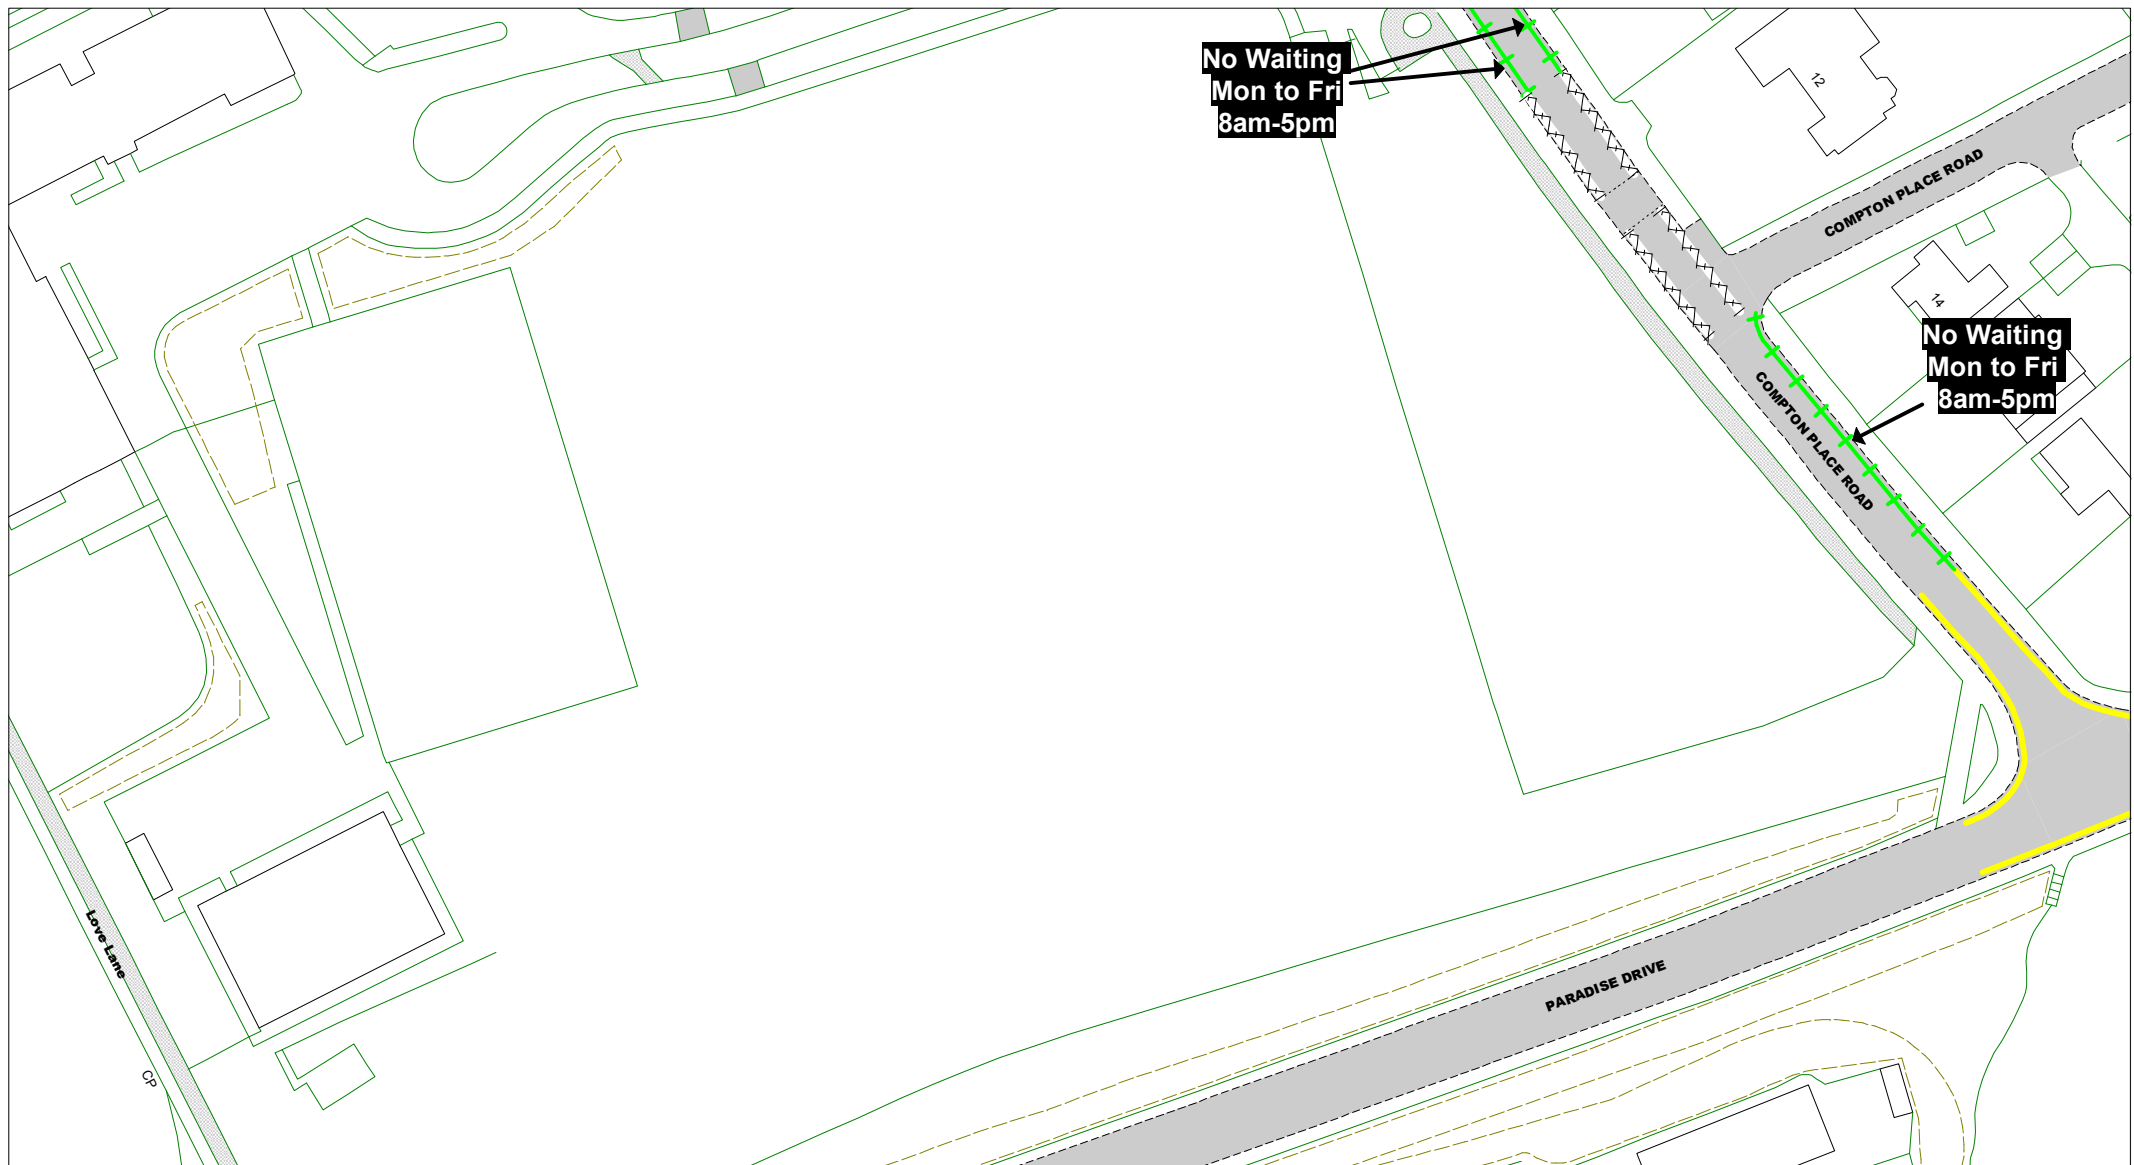 No Waiting
Mon to Fri
8am-5pm
12
COMPTON PLACE ROAD
14
No Waiting
Mon to Fri
8am-5pm
COMPTON PLACE ROAD
Love Lane
PARADISE DRIVE
CP